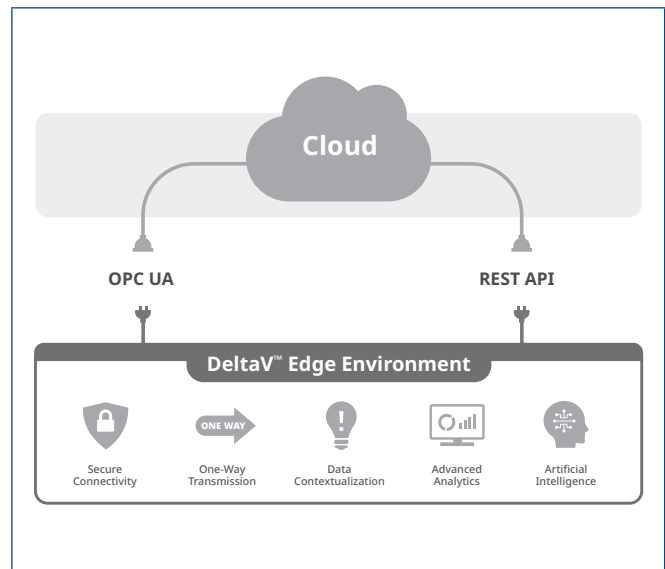 Cloud
OPC UA
REST API
DeltaV™ Edge Environment
ONE WAY
Secure
Connectivity
One-Way
Transmission
Data
Contextualization
Advanced
Analytics
Artificial
Intelligence